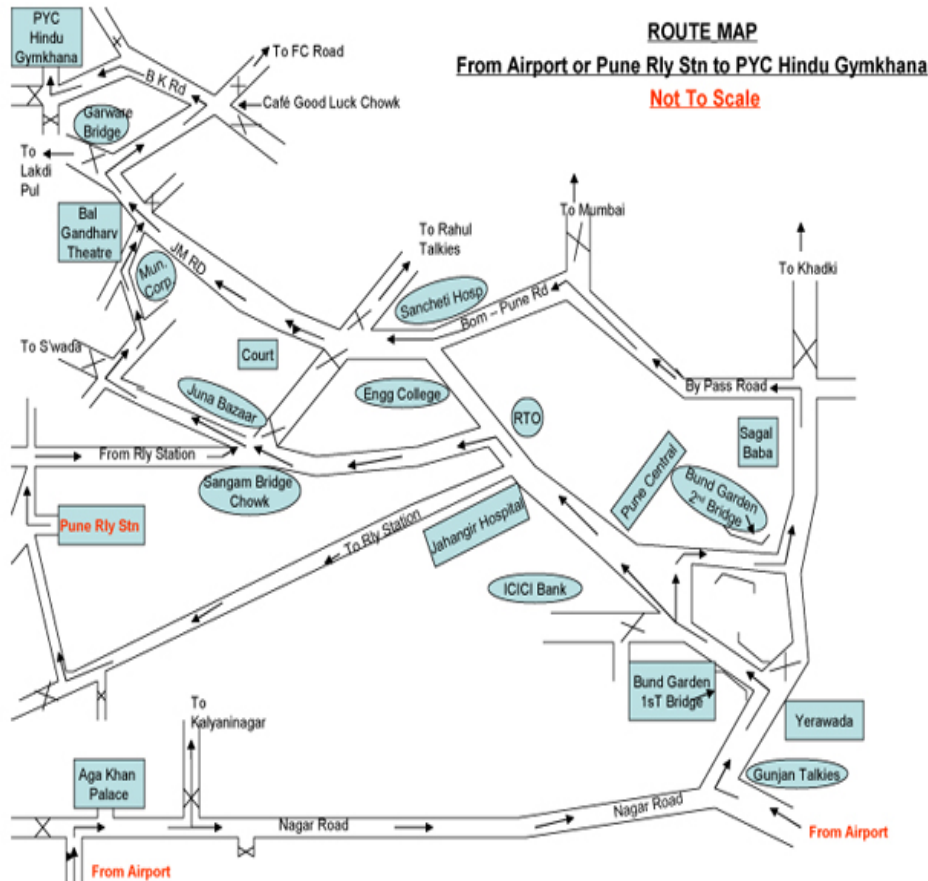 PYC
Hindu
Gymkhana
ROUTE MAP
From Airport or Pune Rly Stn to PYC Hindu Gymkhana
Not To Scale
To FC Road
B K Rd
Café Good Luck Chowk
Garware
Bridge
To
Lakdi
Pul
Bal
Gandharv
Theatre
Mun.
Corp.
JM RD
To Rahul
Talkies
To Mumbai
To Khadki
Sancheti Hosp
Bom – Pune Rd
To S'wada
Court
Juna Bazaar
Engg College
By Pass Road
RTO
Sagal
Baba
From Rly Station
Sangam Bridge
Chowk
Pune Central
Bund Garden
2nd Bridge
Pune Rly Stn
To Rly Station
Jahangir Hospital
ICICI Bank
Bund Garden
1sT Bridge
Yerawada
To
Kalyaninagar
Aga Khan
Palace
Gunjan Talkies
Nagar Road
Nagar Road
From Airport
From Airport